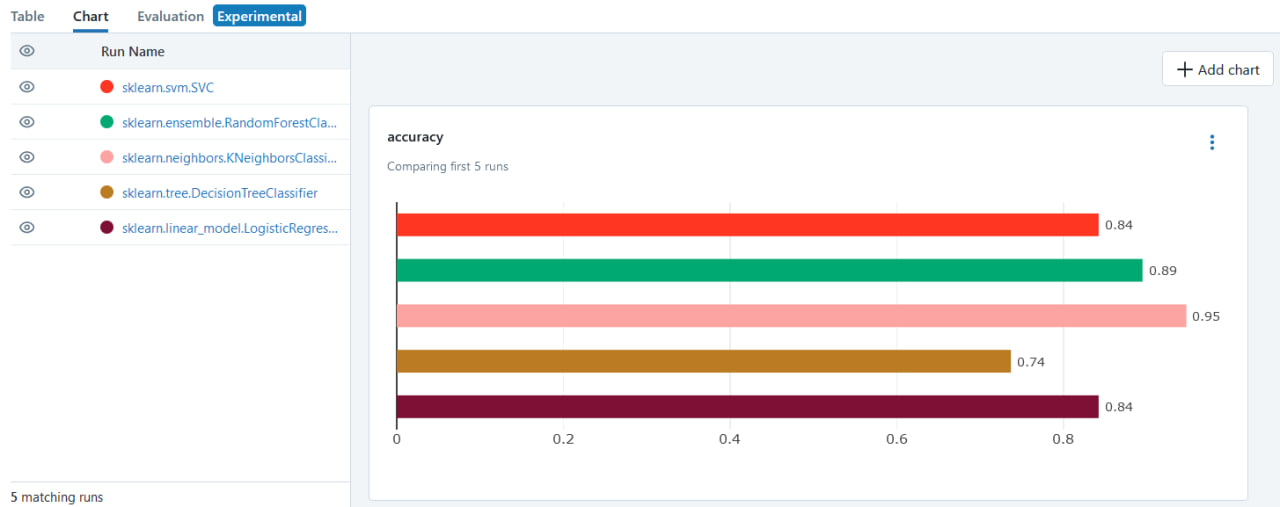 Table Chart Evaluation Experimental
Run Name
sklearn.svm.SVC
sklearn.ensemble.RandomForestCla...
sklearn.neighbors.KNeighborsClassi...
sklearn.tree.DecisionTreeClassifier
sklearn.linear_model.LogisticRegres...
5 matching runs
+ Add chart
accuracy
Comparing first 5 runs
0.84
0.89
0.95
0.74
0.84
0 0.2 0.4 0.6 0.8